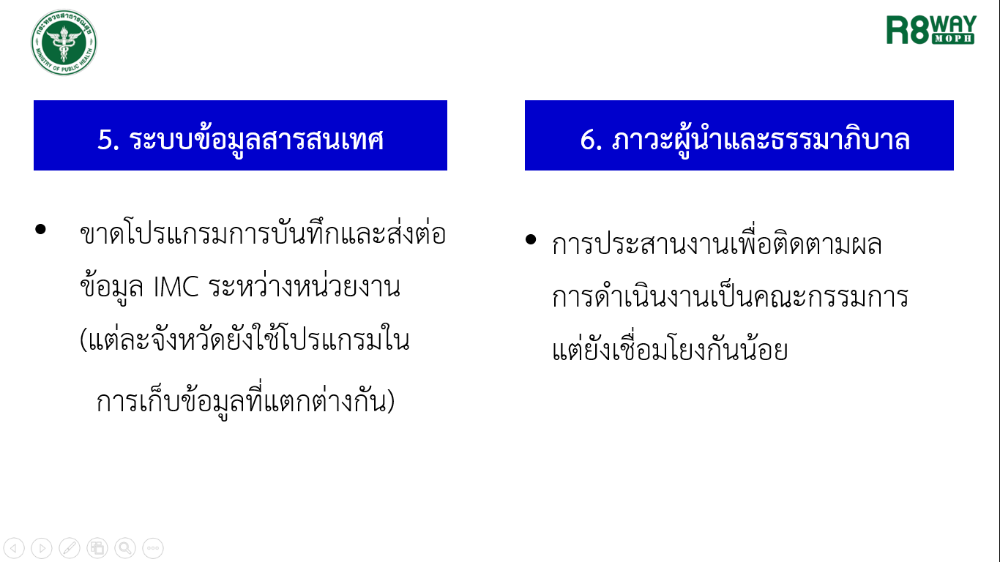 กระทรวงสาธารณสุข
MINISTRY OF PUBLIC HEALTH
R8WAY
MOPH
5. ระบบข้อมูลสารสนเทศ
• ขาดโปรแกรมการบันทึกและส่งต่อ
ข้อมูล IMC ระหว่างหน่วยงาน
(แต่ละจังหวัดยังใช้โปรแกรมใน
การเก็บข้อมูลที่แตกต่างกัน)
6. ภาวะผู้นำและธรรมาภิบาล
• การประสานงานเพื่อติดตามผล
การดำเนินงานเป็นคณะกรรมการ
แต่ยังเชื่อมโยงกันน้อย